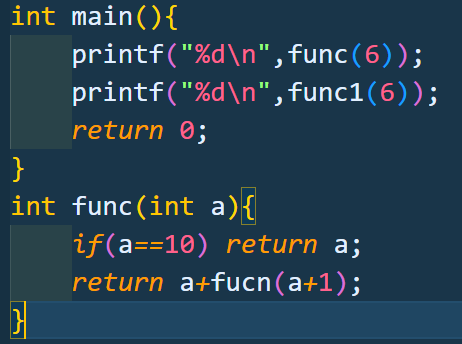 int main(){
    printf("%d\n",func(6));
    printf("%d\n",func1(6));
    return 0;
}
int func(int a){
    if(a==10) return a;
    return a+fucn(a+1);
}